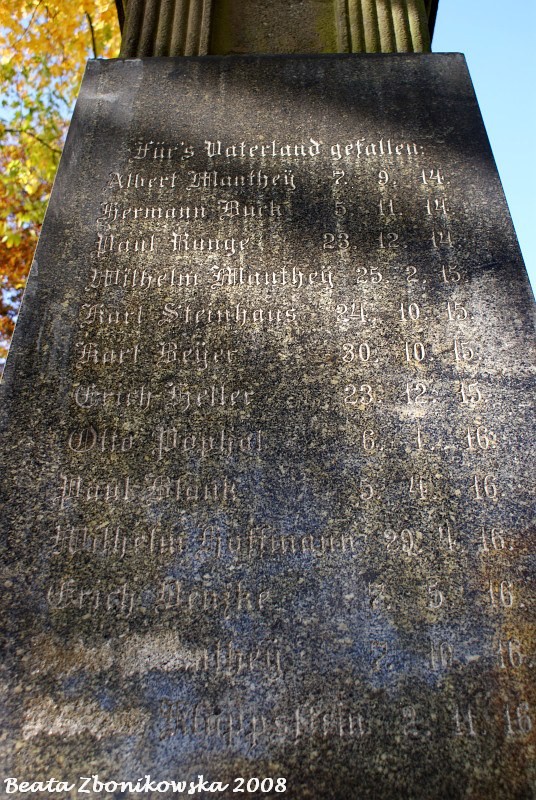 Für's Vaterland gefallen:
Albert Manthey 7. 9. 14.
Hermann Buck 5. 11. 14.
Paul Runge 23. 12. 14.
Wilhelm Manthey 25. 2. 15.
Karl Steinhaus 24. 10. 15.
Karl Beyer 30. 10. 15.
Erich Heller 23. 12. 15.
Otto Pophal 6. 1. 16.
Paul Blank 5. 4. 16.
Wilhelm Hoffmann 29. 4. 16.
Erich Denzke 7. 5. 16.
7. 10. 16.
Klappstein 2. 11. 16
Beata Zbonikowska 2008